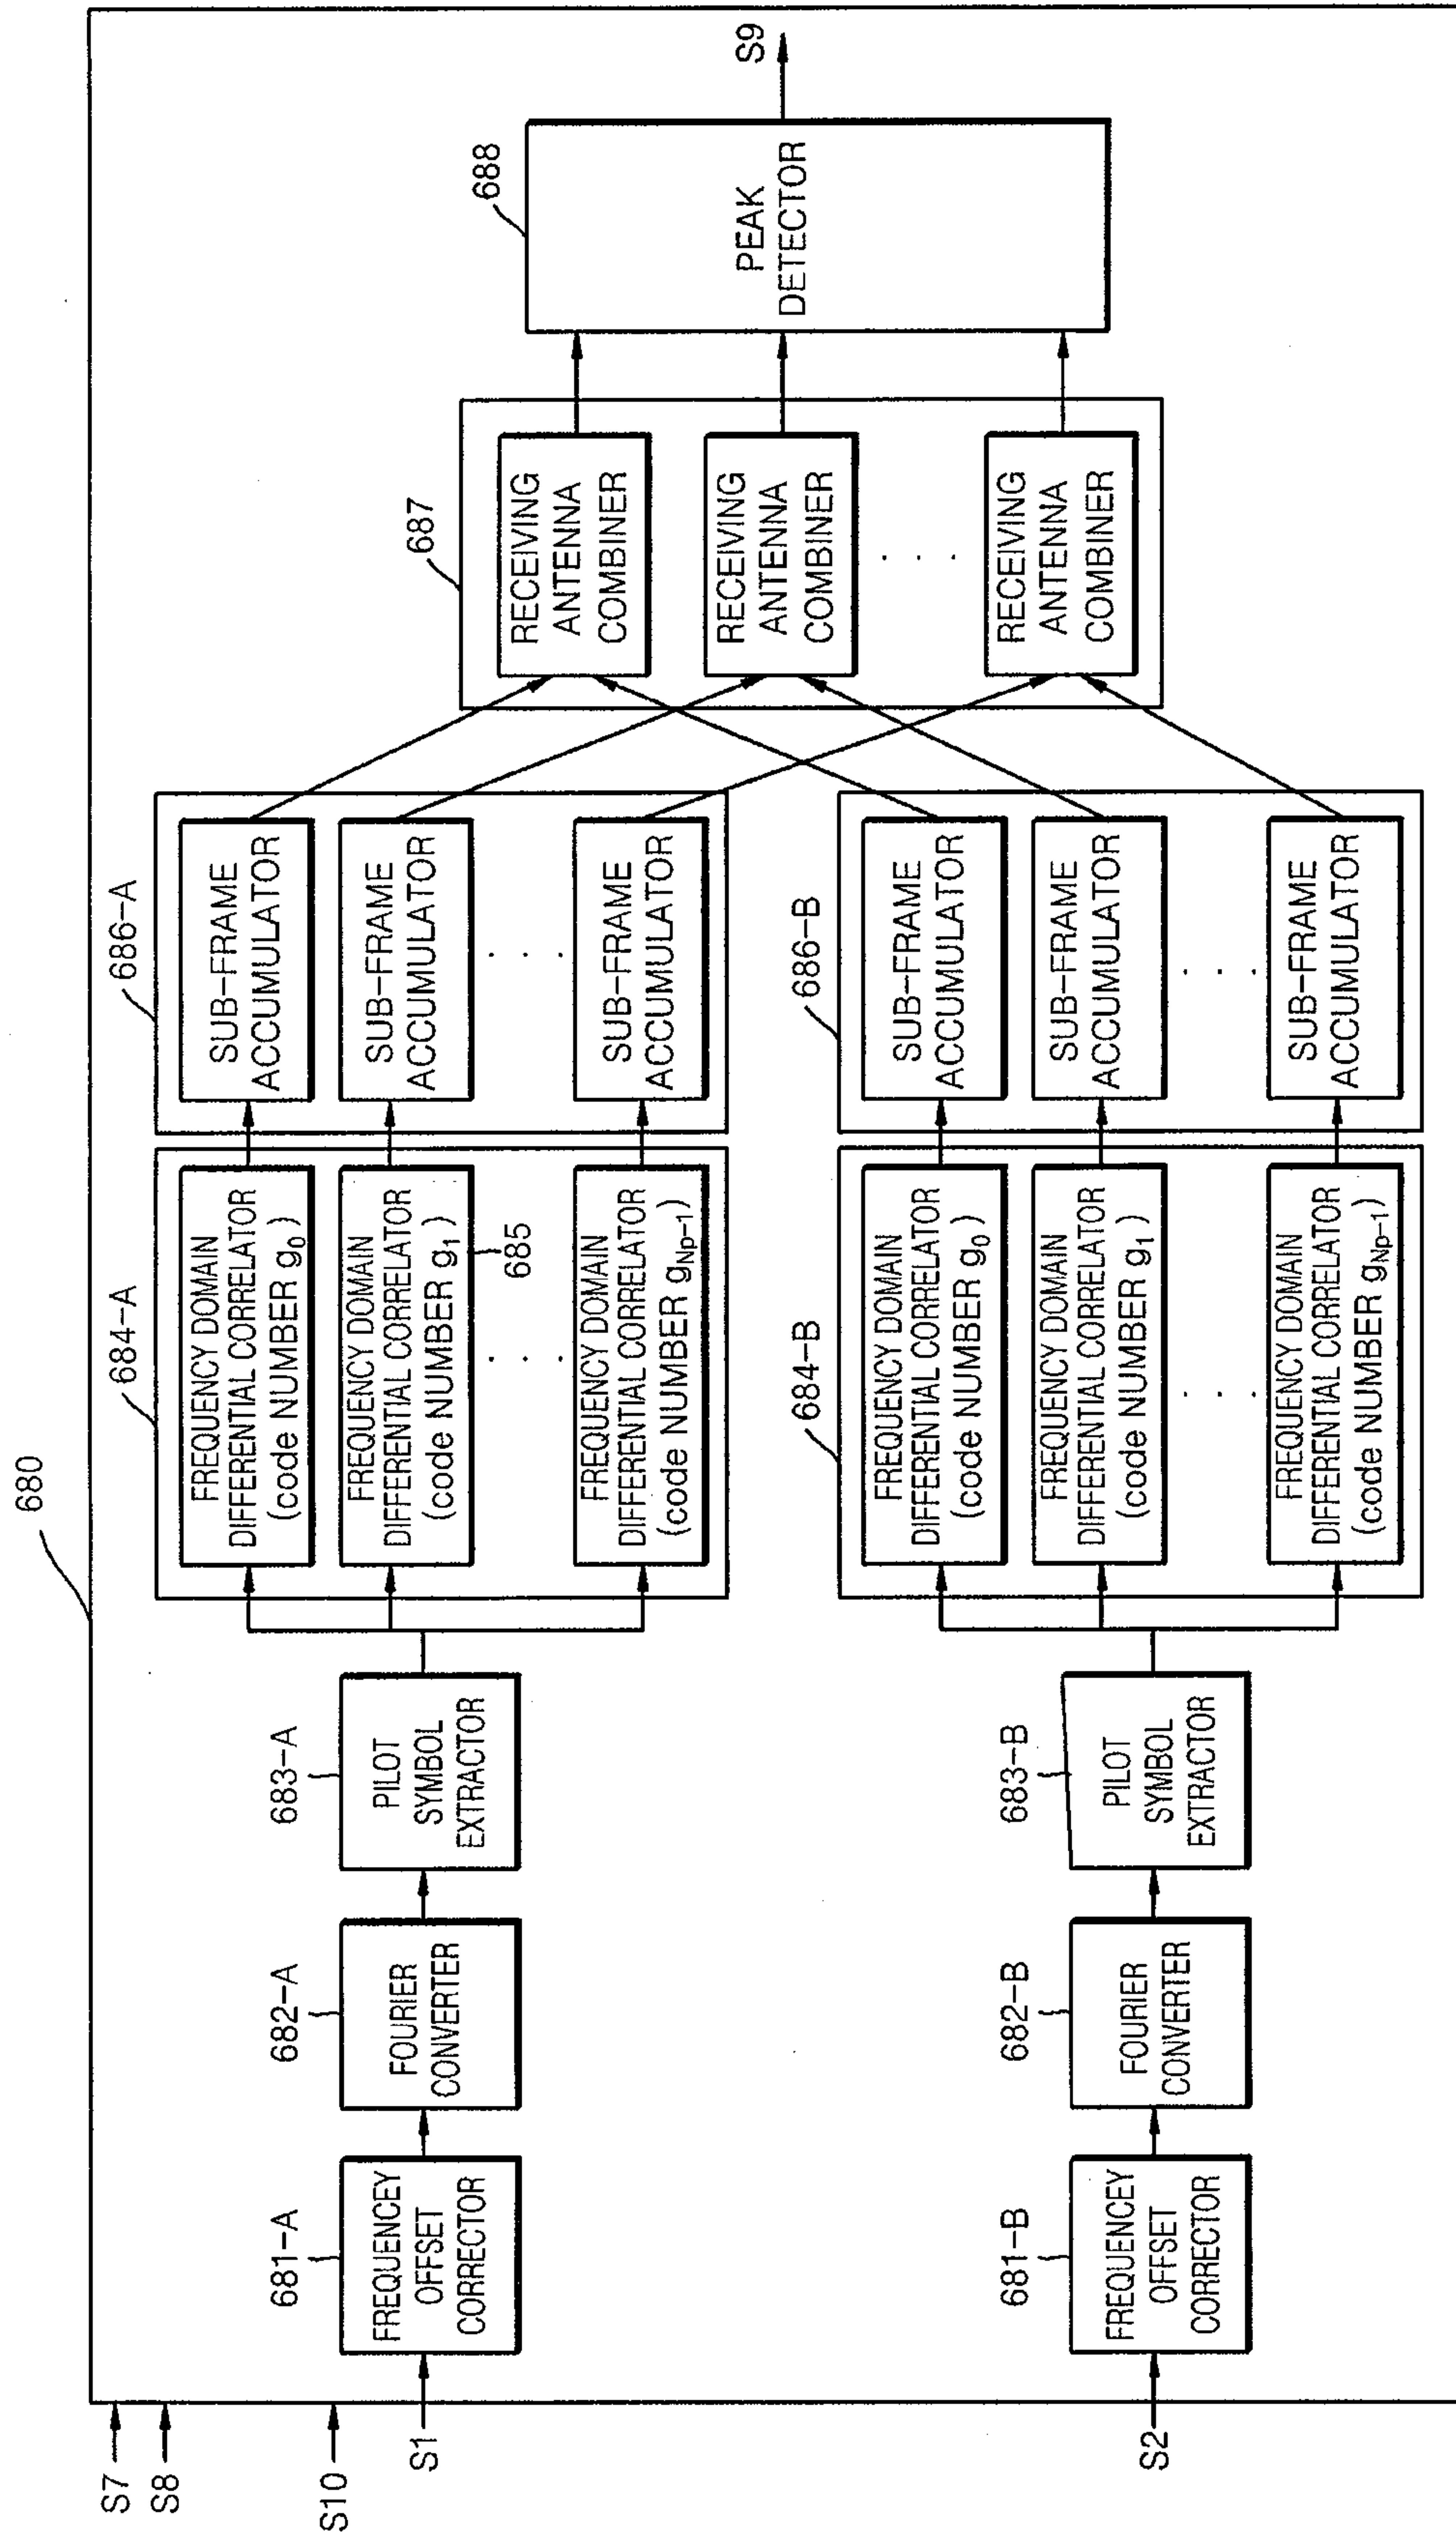 680
S7
S8
S10
S1
681-A
FREQUENCEY
OFFSET
CORRECTOR
682-A
FOURIER
CONVERTER
683-A
PILOT
SYMBOL
EXTRACTOR
684-A
FREQUENCY DOMAIN
DIFFERENTIAL CORRELATOR
(code NUMBER g0)
FREQUENCY DOMAIN
DIFFERENTIAL CORRELATOR
(code NUMBER g1)
685
. . .
FREQUENCY DOMAIN
DIFFERENTIAL CORRELATOR
(code NUMBER gNp-1)
686-A
SUB-FRAME
ACCUMULATOR
SUB-FRAME
ACCUMULATOR
. . .
SUB-FRAME
ACCUMULATOR
S2
681-B
FREQUENCEY
OFFSET
CORRECTOR
682-B
FOURIER
CONVERTER
683-B
PILOT
SYMBOL
EXTRACTOR
684-B
FREQUENCY DOMAIN
DIFFERENTIAL CORRELATOR
(code NUMBER g0)
FREQUENCY DOMAIN
DIFFERENTIAL CORRELATOR
(code NUMBER g1)
. . .
FREQUENCY DOMAIN
DIFFERENTIAL CORRELATOR
(code NUMBER gNp-1)
686-B
SUB-FRAME
ACCUMULATOR
SUB-FRAME
ACCUMULATOR
. . .
SUB-FRAME
ACCUMULATOR
687
RECEIVING
ANTENNA
COMBINER
RECEIVING
ANTENNA
COMBINER
. . .
RECEIVING
ANTENNA
COMBINER
688
PEAK
DETECTOR
S9